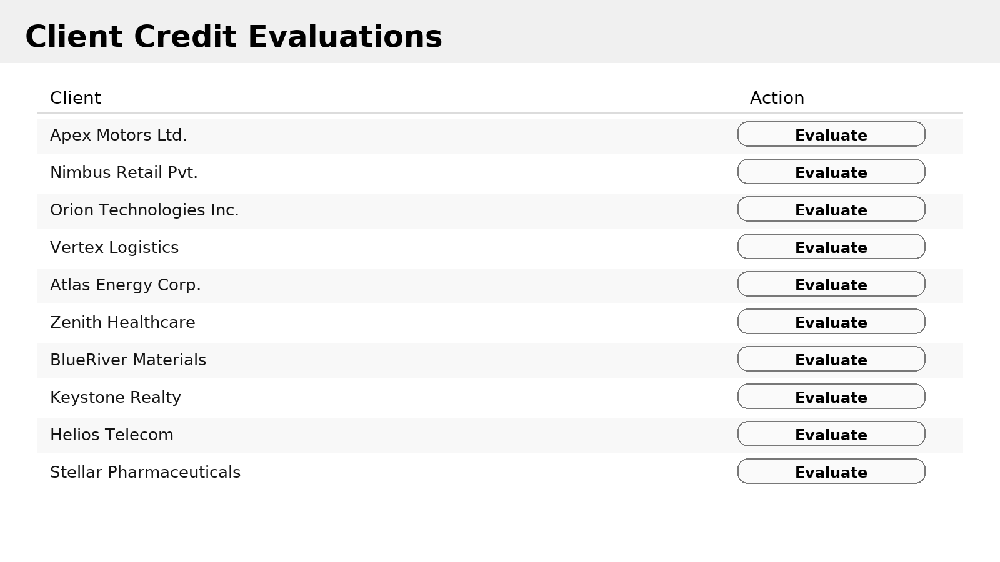 Client Credit Evaluations
Client Action
Apex Motors Ltd. Evaluate
Nimbus Retail Pvt. Evaluate
Orion Technologies Inc. Evaluate
Vertex Logistics Evaluate
Atlas Energy Corp. Evaluate
Zenith Healthcare Evaluate
BlueRiver Materials Evaluate
Keystone Realty Evaluate
Helios Telecom Evaluate
Stellar Pharmaceuticals Evaluate